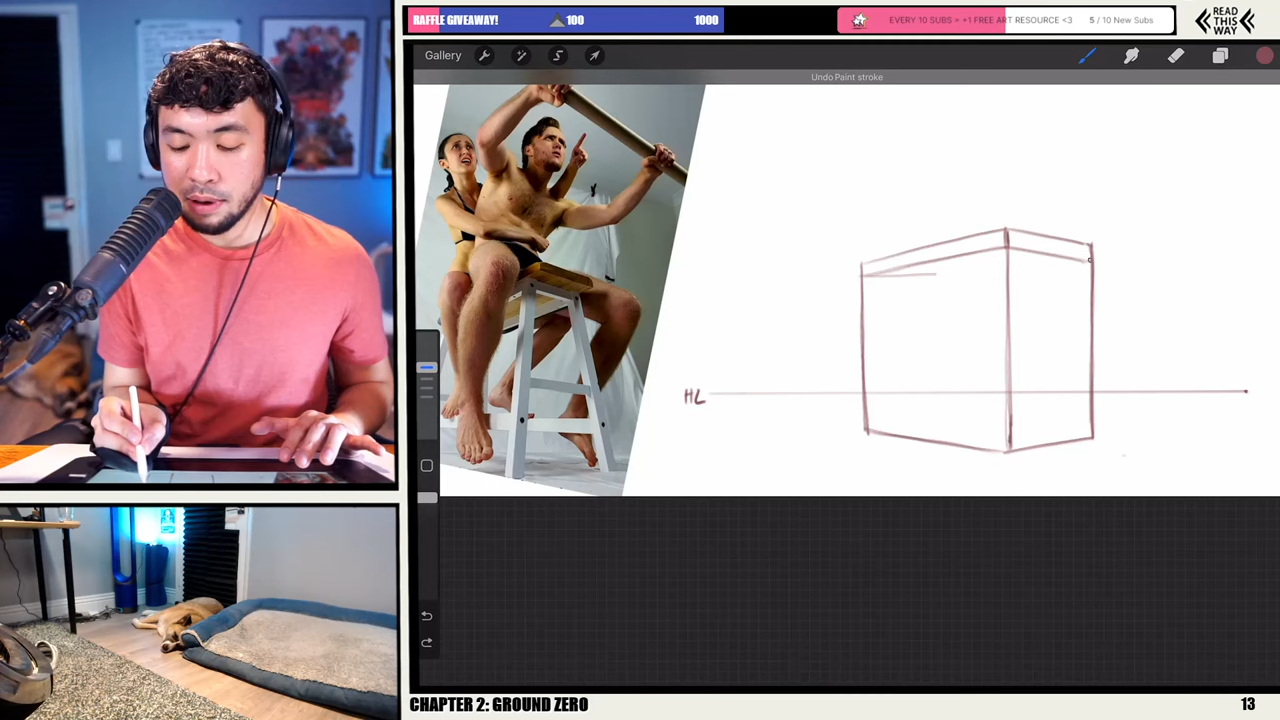 RAFFLE GIVEAWAY! 100 1000
EVERY 10 SUBS = +1 FREE ART RESOURCE <3 5 / 10 New Subs
READ
THIS
WAY
Gallery
Undo Paint stroke
HL
CHAPTER 2: GROUND ZERO
13